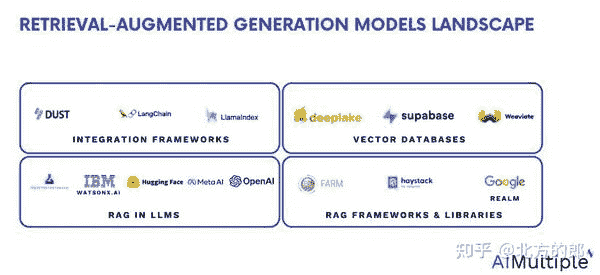 RETRIEVAL-AUGMENTED GENERATION MODELS LANDSCAPE
DUST
LangChain
LlamaIndex
INTEGRATION FRAMEWORKS
deeplake
supabase
Weaviate
VECTOR DATABASES
IBM
WATSONX.AI
Hugging Face
Meta AI
OpenAI
RAG IN LLMS
FARM
haystack
Google
REALM
RAG FRAMEWORKS & LIBRARIES
知乎 @北方的郎
AIMultiple